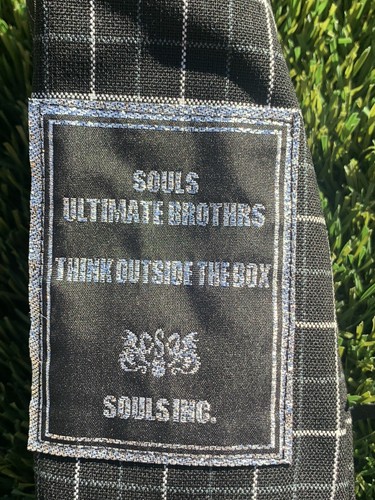 SOULS
ULTIMATE BROTHRS
THINK OUTSIDE THE BOX
SOULS INC.